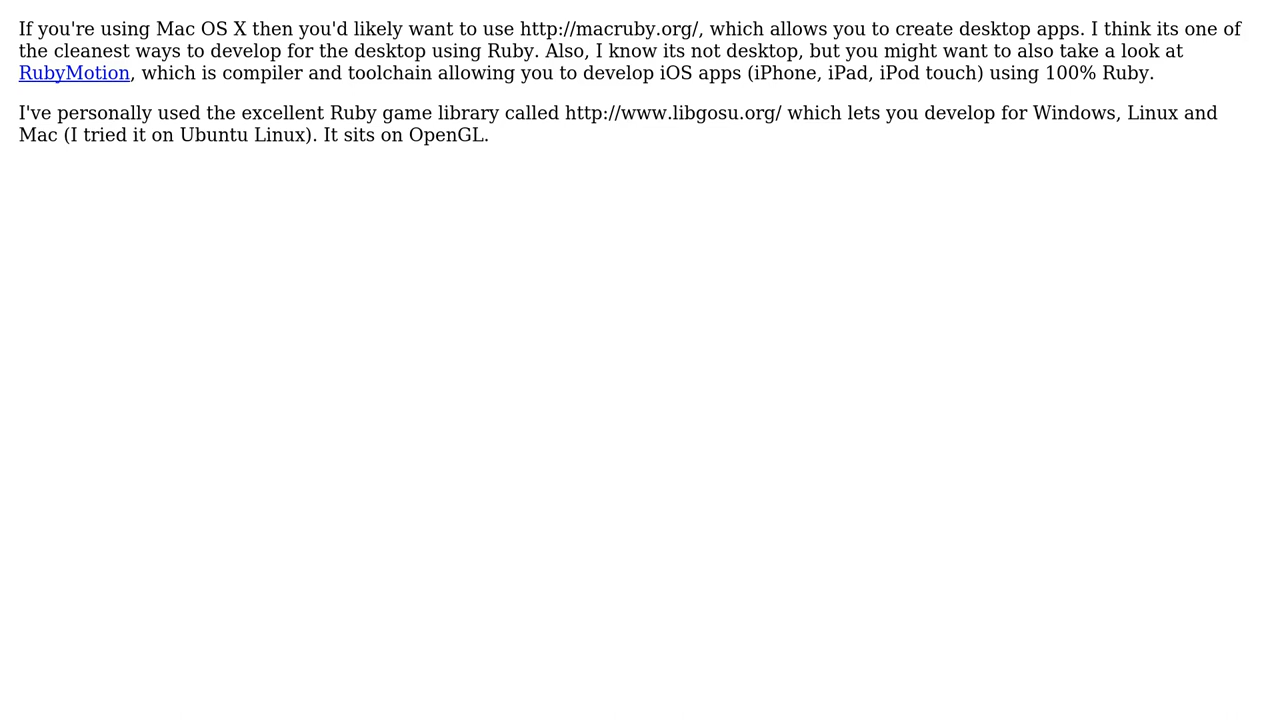 If you're using Mac OS X then you'd likely want to use http://macruby.org/, which allows you to create desktop apps. I think its one of
the cleanest ways to develop for the desktop using Ruby. Also, I know its not desktop, but you might want to also take a look at
RubyMotion, which is compiler and toolchain allowing you to develop iOS apps (iPhone, iPad, iPod touch) using 100% Ruby.
I've personally used the excellent Ruby game library called http://www.libgosu.org/ which lets you develop for Windows, Linux and
Mac (I tried it on Ubuntu Linux). It sits on OpenGL.